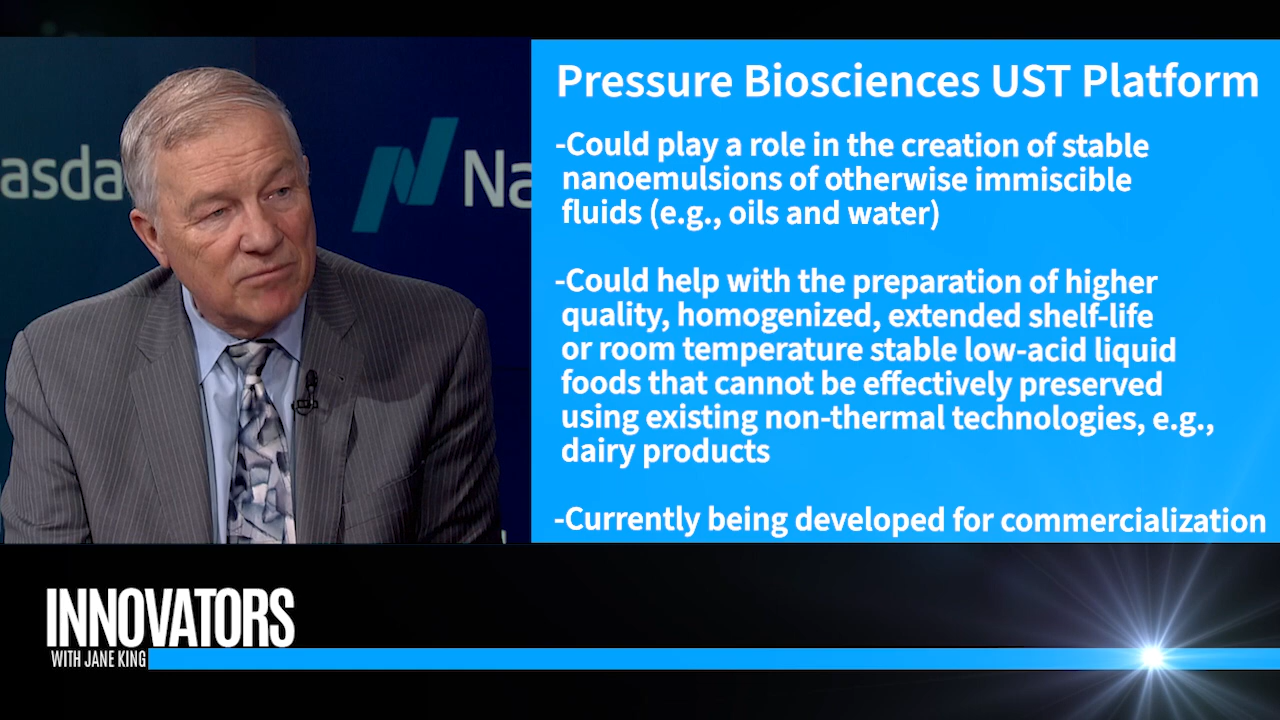 asda
Na
Pressure Biosciences UST Platform
-Could play a role in the creation of stable
nanoemulsions of otherwise immiscible
fluids (e.g., oils and water)
-Could help with the preparation of higher
quality, homogenized, extended shelf-life
or room temperature stable low-acid liquid
foods that cannot be effectively preserved
using existing non-thermal technologies, e.g.,
dairy products
-Currently being developed for commercialization
INNOVATORS
WITH JANE KING